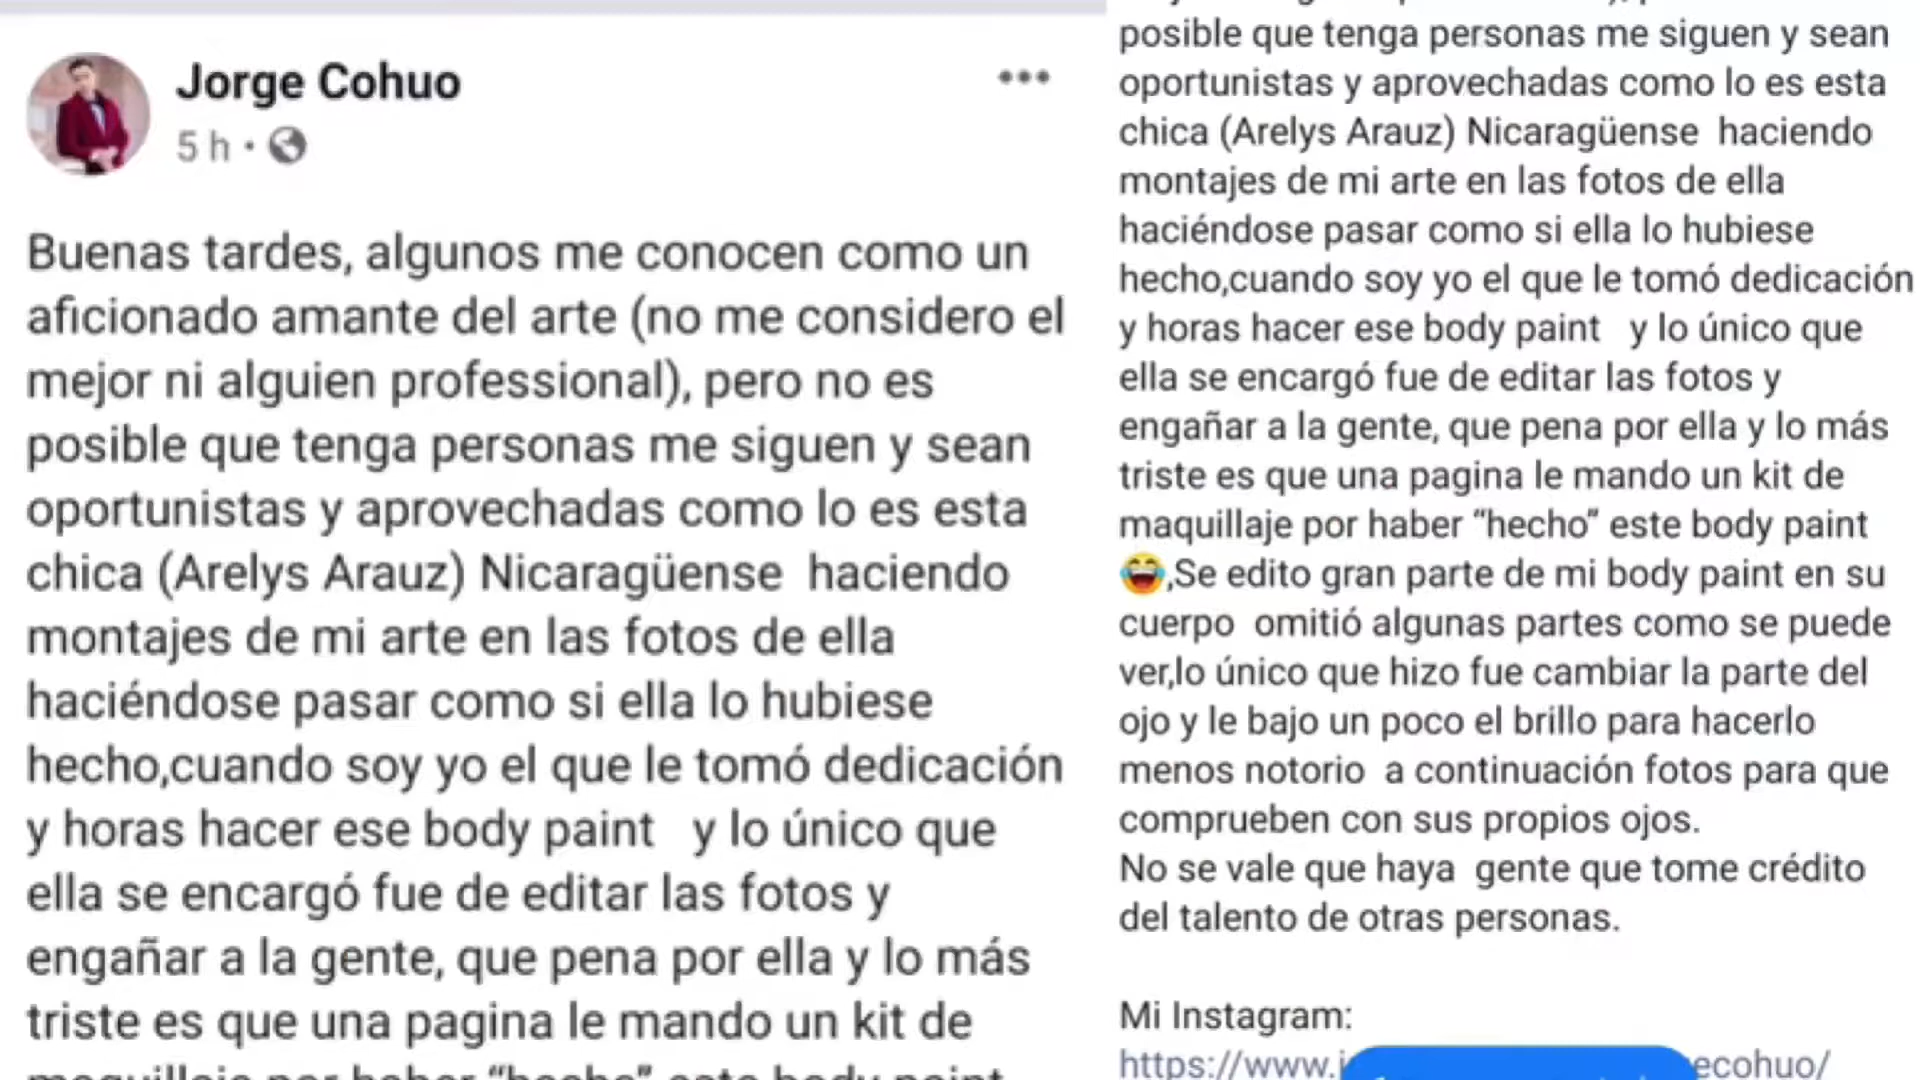 Jorge Cohuo
5 h
Buenas tardes, algunos me conocen como un
aficionado amante del arte (no me considero el
mejor ni alguien professional), pero no es
posible que tenga personas me siguen y sean
oportunistas y aprovechadas como lo es esta
chica (Arelys Arauz) Nicaragüense haciendo
montajes de mi arte en las fotos de ella
haciéndose pasar como si ella lo hubiese
hecho,cuando soy yo el que le tomó dedicación
y horas hacer ese body paint y lo único que
ella se encargó fue de editar las fotos y
engañar a la gente, que pena por ella y lo más
triste es que una pagina le mando un kit de
maquillaje por haber “hecho” este body paint
posible que tenga personas me siguen y sean
oportunistas y aprovechadas como lo es esta
chica (Arelys Arauz) Nicaragüense haciendo
montajes de mi arte en las fotos de ella
haciéndose pasar como si ella lo hubiese
hecho,cuando soy yo el que le tomó dedicación
y horas hacer ese body paint y lo único que
ella se encargó fue de editar las fotos y
engañar a la gente, que pena por ella y lo más
triste es que una pagina le mando un kit de
maquillaje por haber “hecho” este body paint
😂,Se edito gran parte de mi body paint en su
cuerpo omitió algunas partes como se puede
ver,lo único que hizo fue cambiar la parte del
ojo y le bajo un poco el brillo para hacerlo
menos notorio a continuación fotos para que
comprueben con sus propios ojos.
No se vale que haya gente que tome crédito
del talento de otras personas.
Mi Instagram:
https://www.i ecohuo/